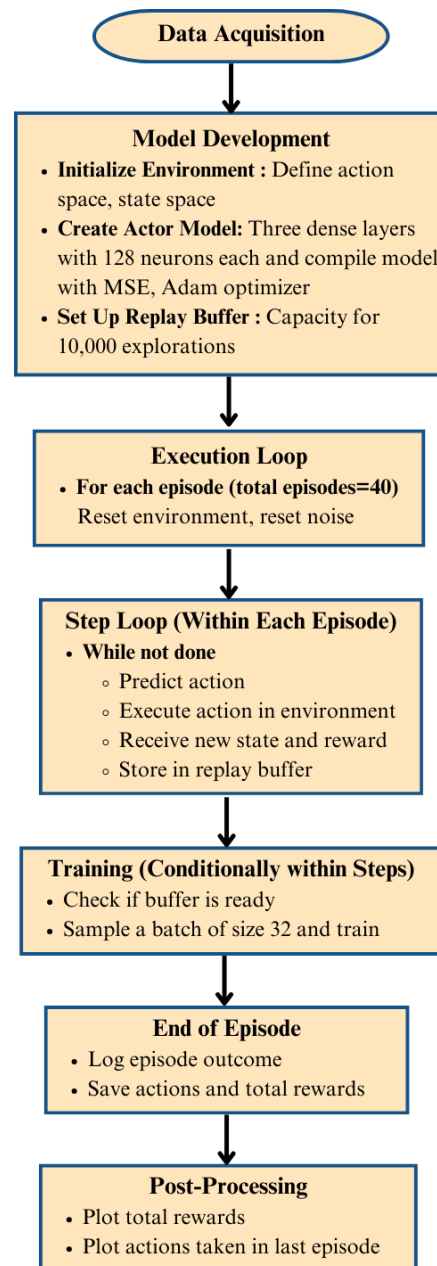 Data Acquisition
Model Development
• Initialize Environment : Define action
space, state space
• Create Actor Model: Three dense layers
with 128 neurons each and compile model
with MSE, Adam optimizer
• Set Up Replay Buffer : Capacity for
10,000 explorations
Execution Loop
• For each episode (total episodes=40)
Reset environment, reset noise
Step Loop (Within Each Episode)
• While not done
◦ Predict action
◦ Execute action in environment
◦ Receive new state and reward
◦ Store in replay buffer
Training (Conditionally within Steps)
• Check if buffer is ready
• Sample a batch of size 32 and train
End of Episode
• Log episode outcome
• Save actions and total rewards
Post-Processing
• Plot total rewards
• Plot actions taken in last episode